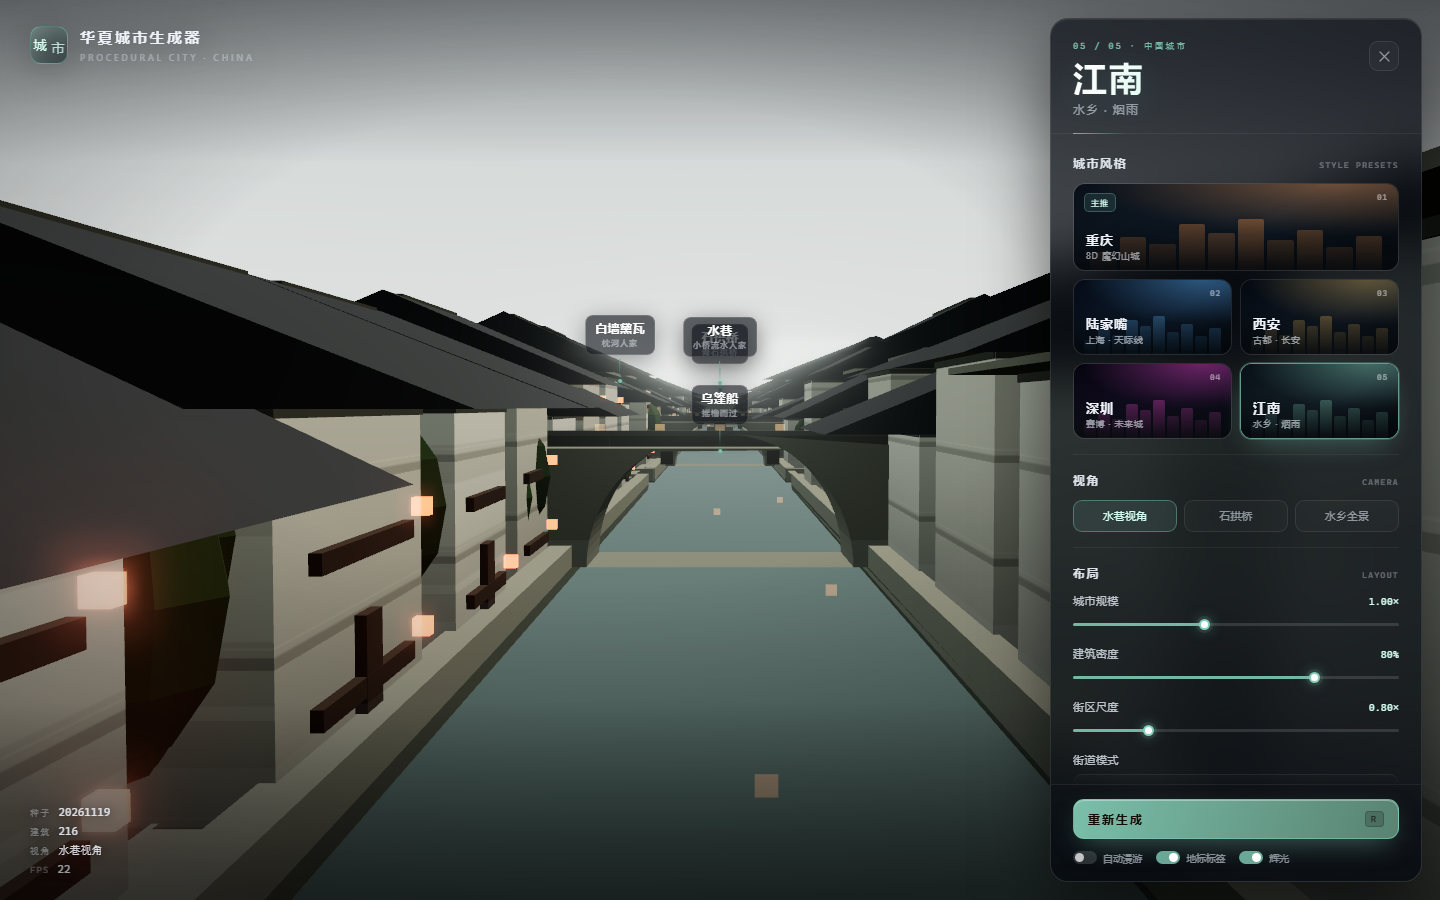 城市
华夏城市生成器
PROCEDURAL CITY · CHINA
白墙黛瓦
枕河人家
水巷
小桥流水人家
乌篷船
摇橹而过
种子 20261119
建筑 216
视角 水巷视角
FPS 22
05 / 05 · 中国城市
江南
水乡 · 烟雨
城市风格 STYLE PRESETS
主推 01
重庆
8D 魔幻山城
02
陆家嘴
上海 · 天际线
03
西安
古都 · 长安
04
深圳
赛博 · 未来城
05
江南
水乡 · 烟雨
视角 CAMERA
水巷视角 石拱桥 水乡全景
布局 LAYOUT
城市规模 1.00×
建筑密度 80%
街区尺度 0.80×
街道模式
重新生成 R
自动漫游 地标标签 辉光